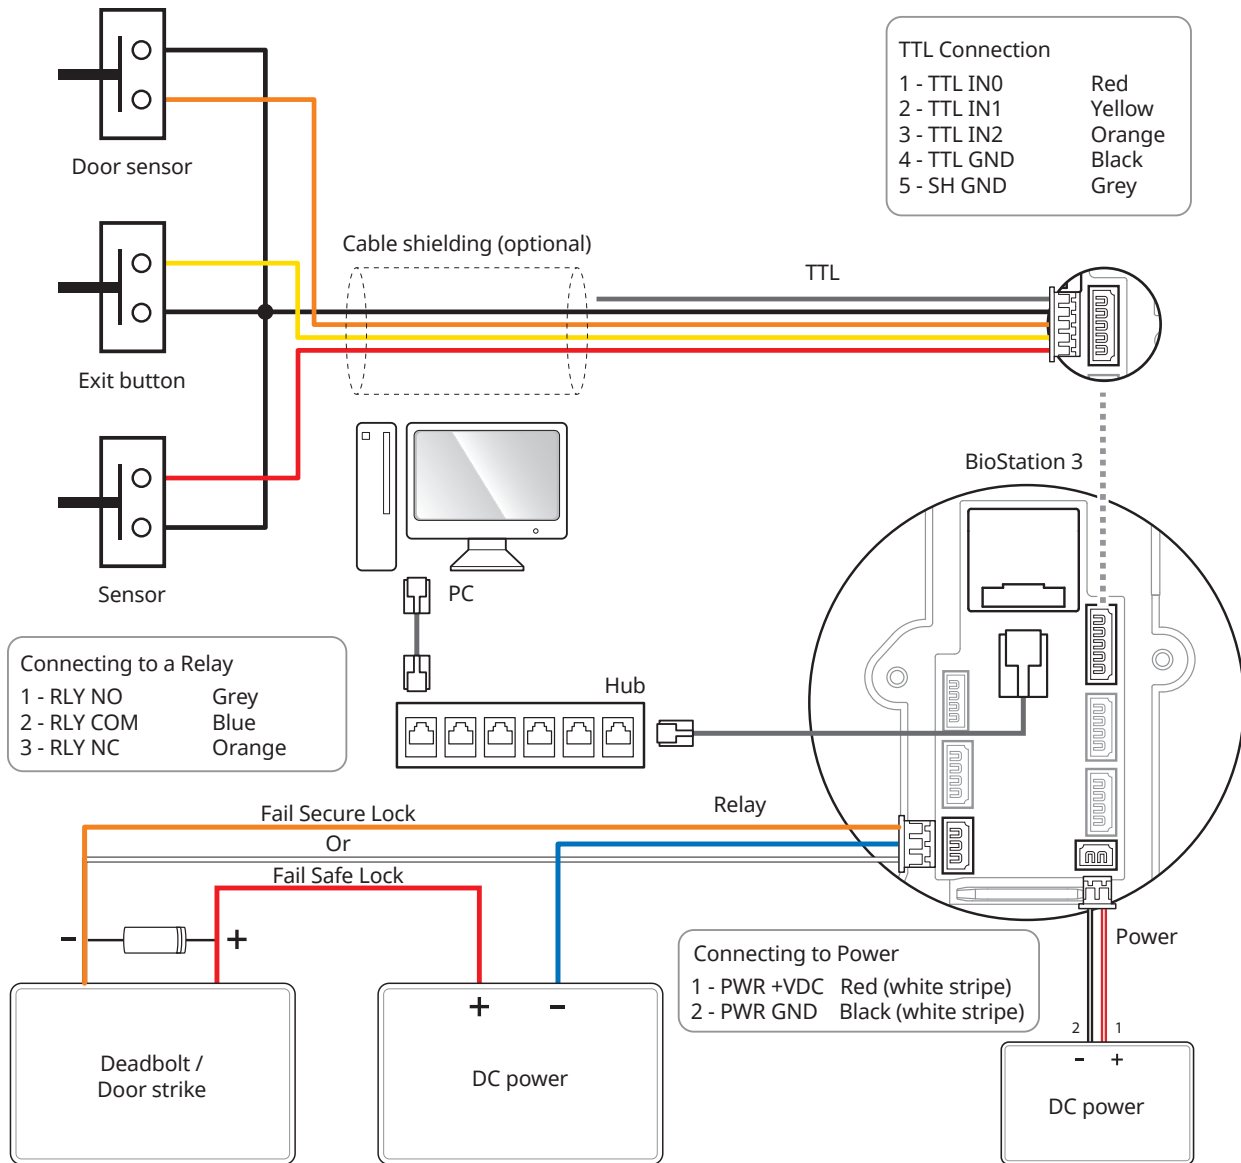 TTL Connection
1 - TTL IN0 Red
2 - TTL IN1 Yellow
3 - TTL IN2 Orange
4 - TTL GND Black
5 - SH GND Grey
Door sensor
Cable shielding (optional)
TTL
Exit button
BioStation 3
Sensor
PC
Connecting to a Relay
1 - RLY NO Grey
2 - RLY COM Blue
3 - RLY NC Orange
Hub
Relay
Fail Secure Lock
Or
Fail Safe Lock
- +
Power
Connecting to Power
1 - PWR +VDC Red (white stripe)
2 - PWR GND Black (white stripe)
+ -
2 1
- +
Deadbolt /
Door strike
DC power
DC power